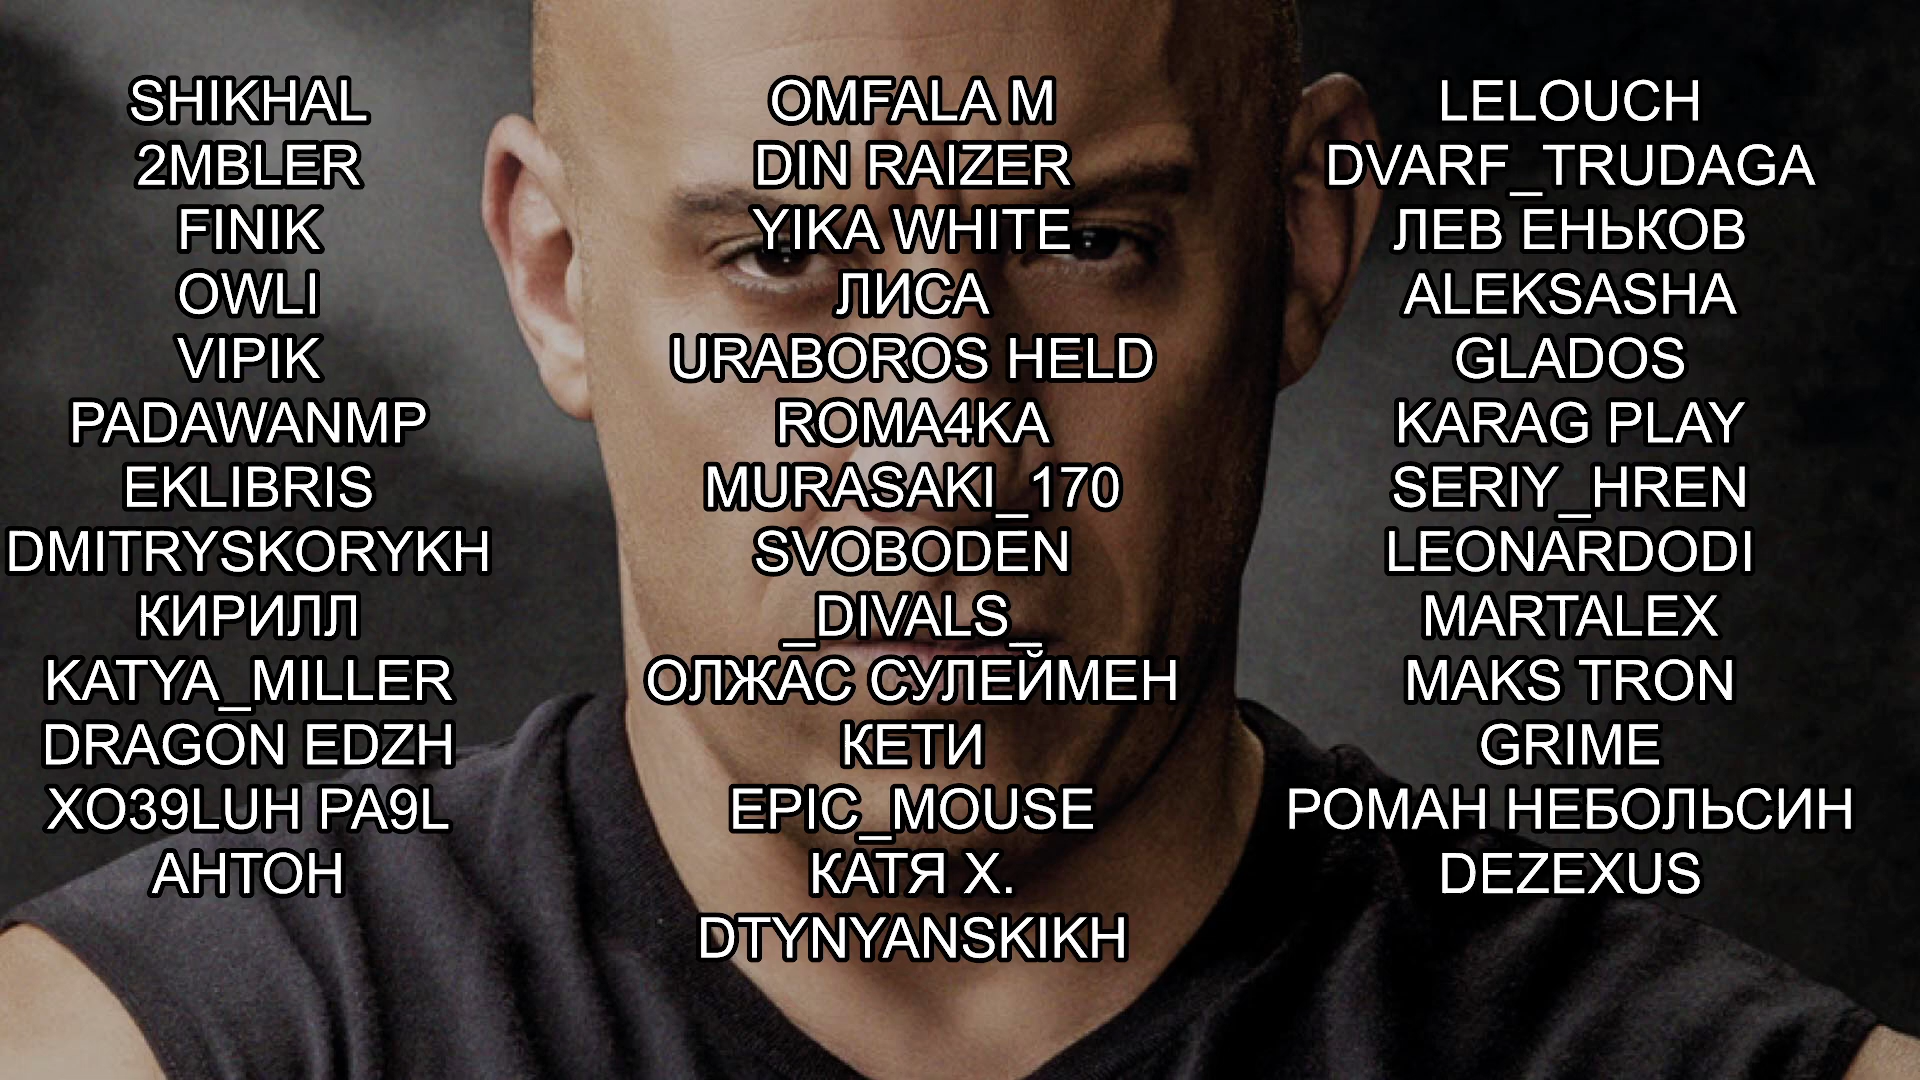 SHIKHAL
2MBLER
FINIK
OWLI
VIPIK
PADAWANMP
EKLIBRIS
DMITRYSKORYKH
КИРИЛЛ
KATYA_MILLER
DRAGON EDZH
XO39LUH PA9L
АНТОН
OMFALA M
DIN RAIZER
YIKA WHITE
ЛИСА
URABOROS HELD
ROMA4KA
MURASAKI_170
SVOBODEN
_DIVALS_
ОЛЖАС СУЛЕЙМЕН
КЕТИ
EPIC_MOUSE
КАТЯ Х.
DTYNYANSKIKH
LELOUCH
DVARF_TRUDAGA
ЛЕВ ЕНЬКОВ
ALEKSASHA
GLADOS
KARAG PLAY
SERIY_HREN
LEONARDODI
MARTALEX
MAKS TRON
GRIME
РОМАН НЕБОЛЬСИН
DEZEXUS